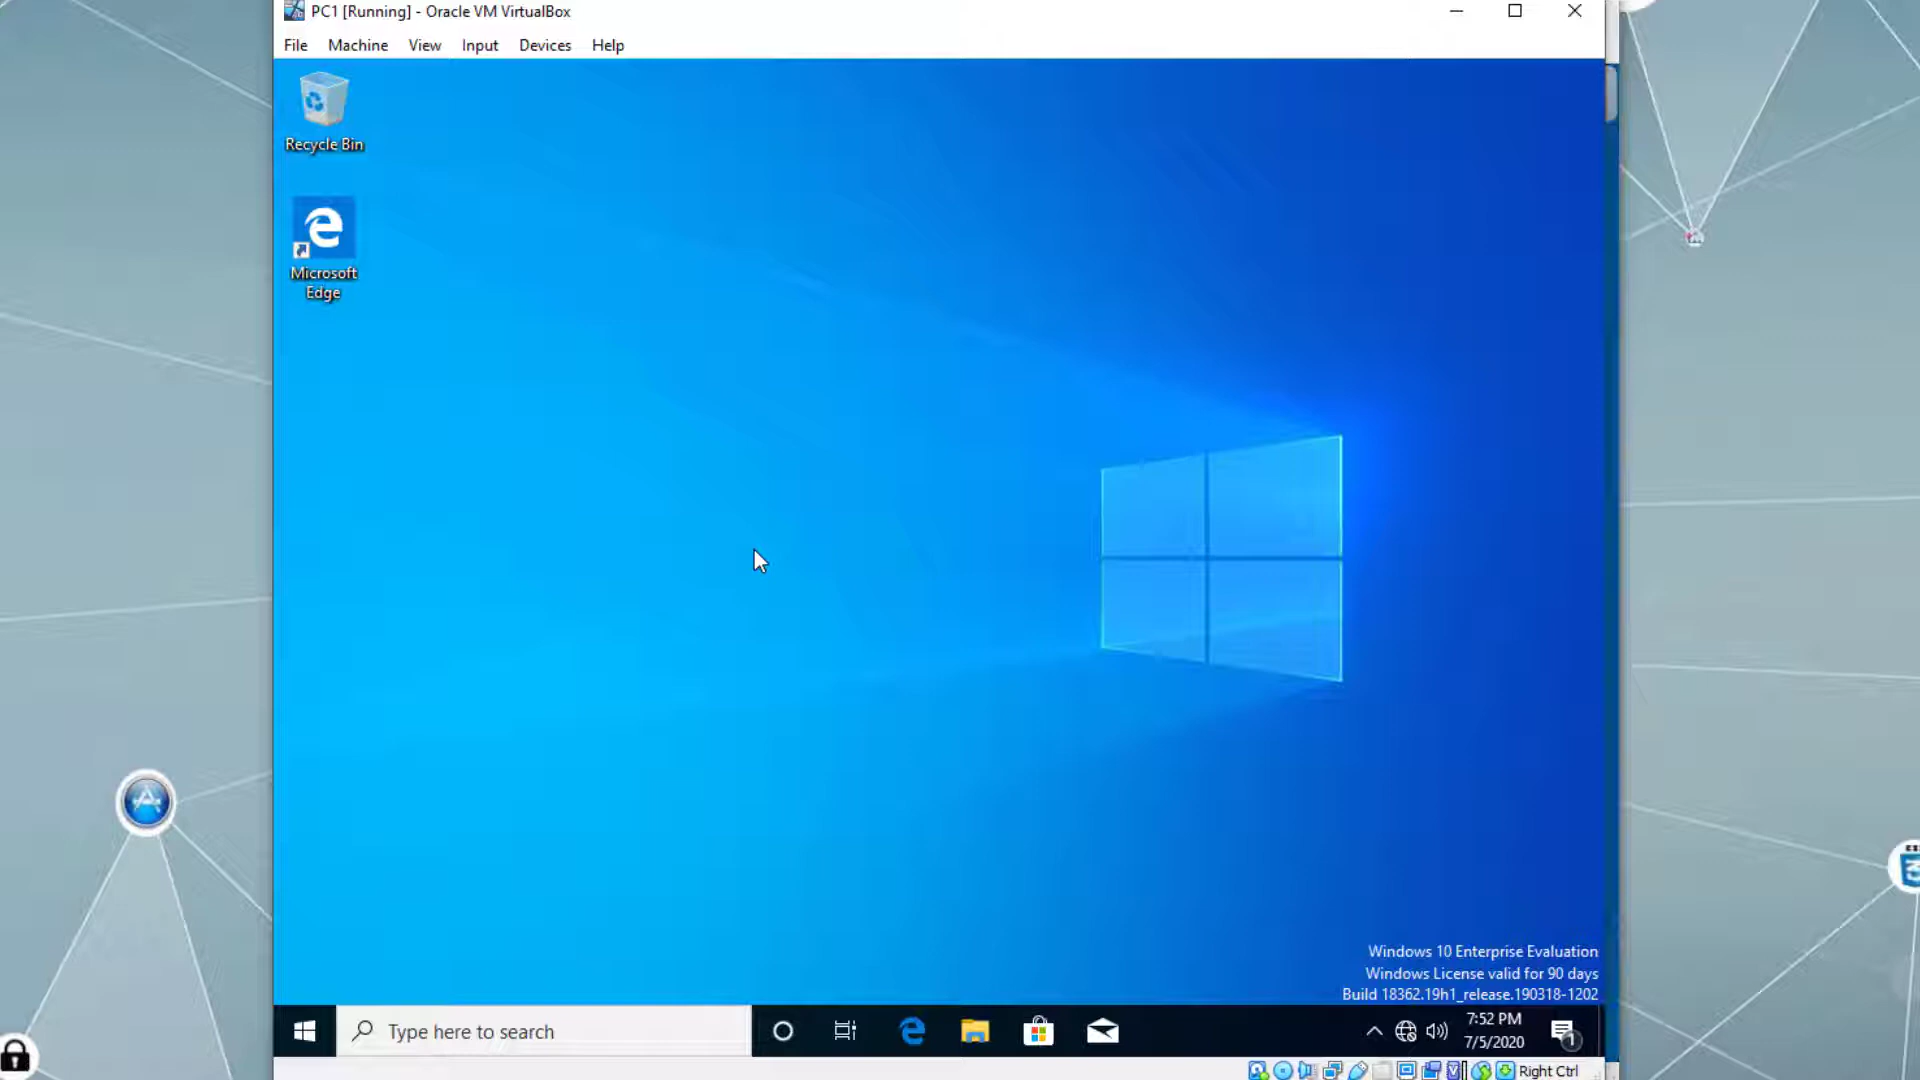 PC1 [Running] - Oracle VM VirtualBox
File Machine View Input Devices Help
Recycle Bin
Microsoft
Edge
Windows 10 Enterprise Evaluation
Windows License valid for 90 days
Build 18362.19h1_release.190318-1202
Type here to search
7:52 PM
7/5/2020
1
Right Ctrl